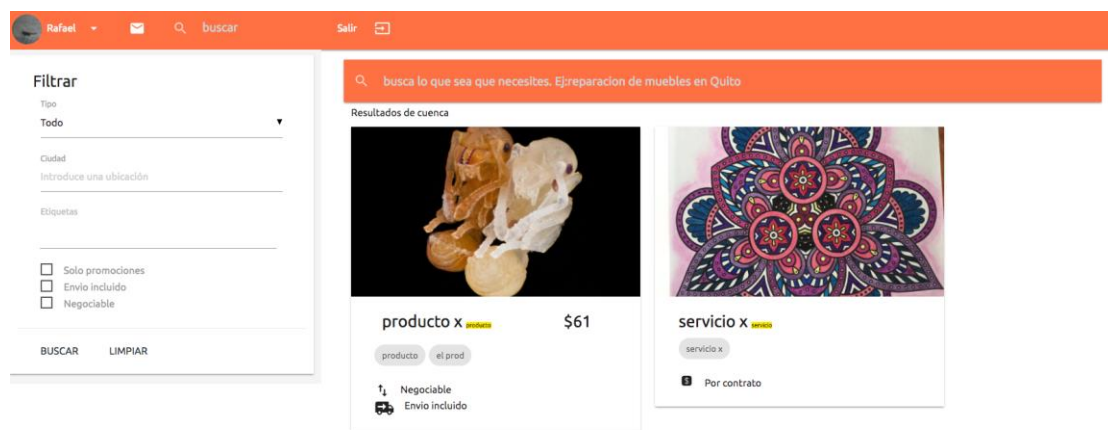 Rafael buscar Salir
Filtrar
Tipo
Todo
Ciudad
Introduce una ubicación
Etiquetas
Solo promociones
Envio incluido
Negociable
BUSCAR LIMPIAR
busca lo que sea que necesites. Ej:reparacion de muebles en Quito
Resultados de cuenca
producto x producto $61
producto el prod
Negociable
Envio incluido
servicio x servicio
servicio x
$ Por contrato